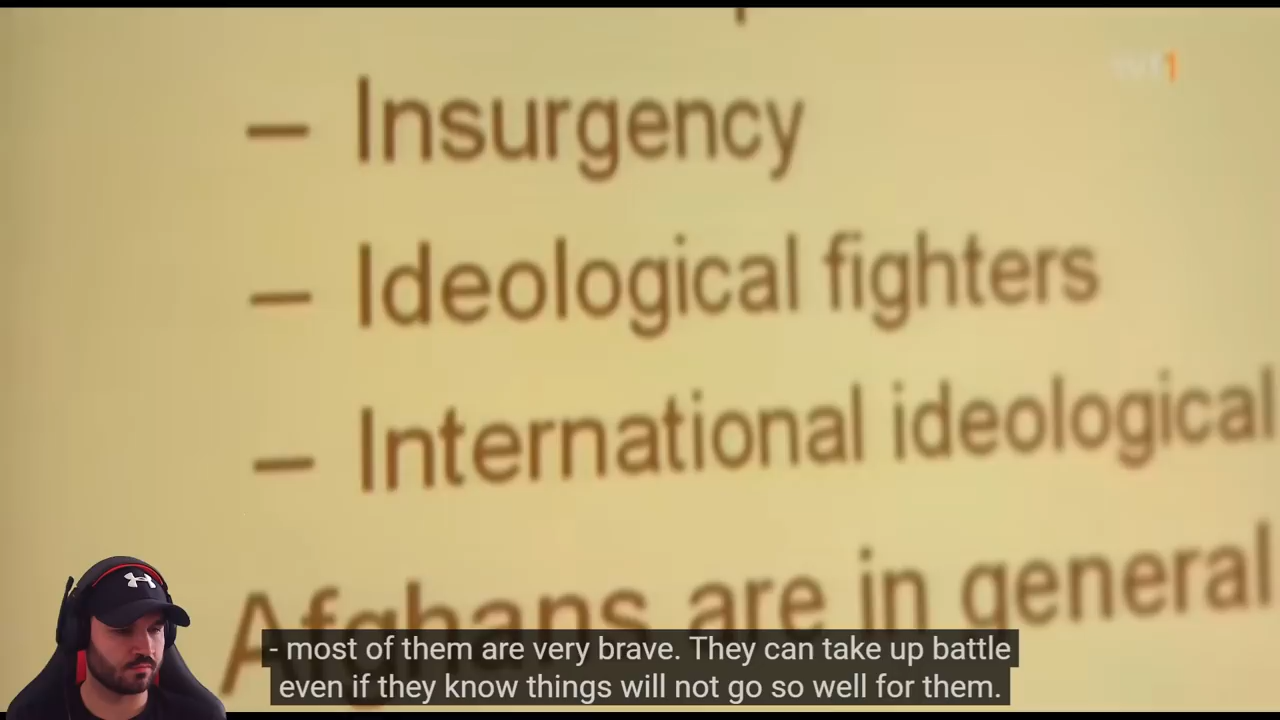 – Insurgency
– Ideological fighters
– International ideological
Afghans are in general
- most of them are very brave. They can take up battle
even if they know things will not go so well for them.